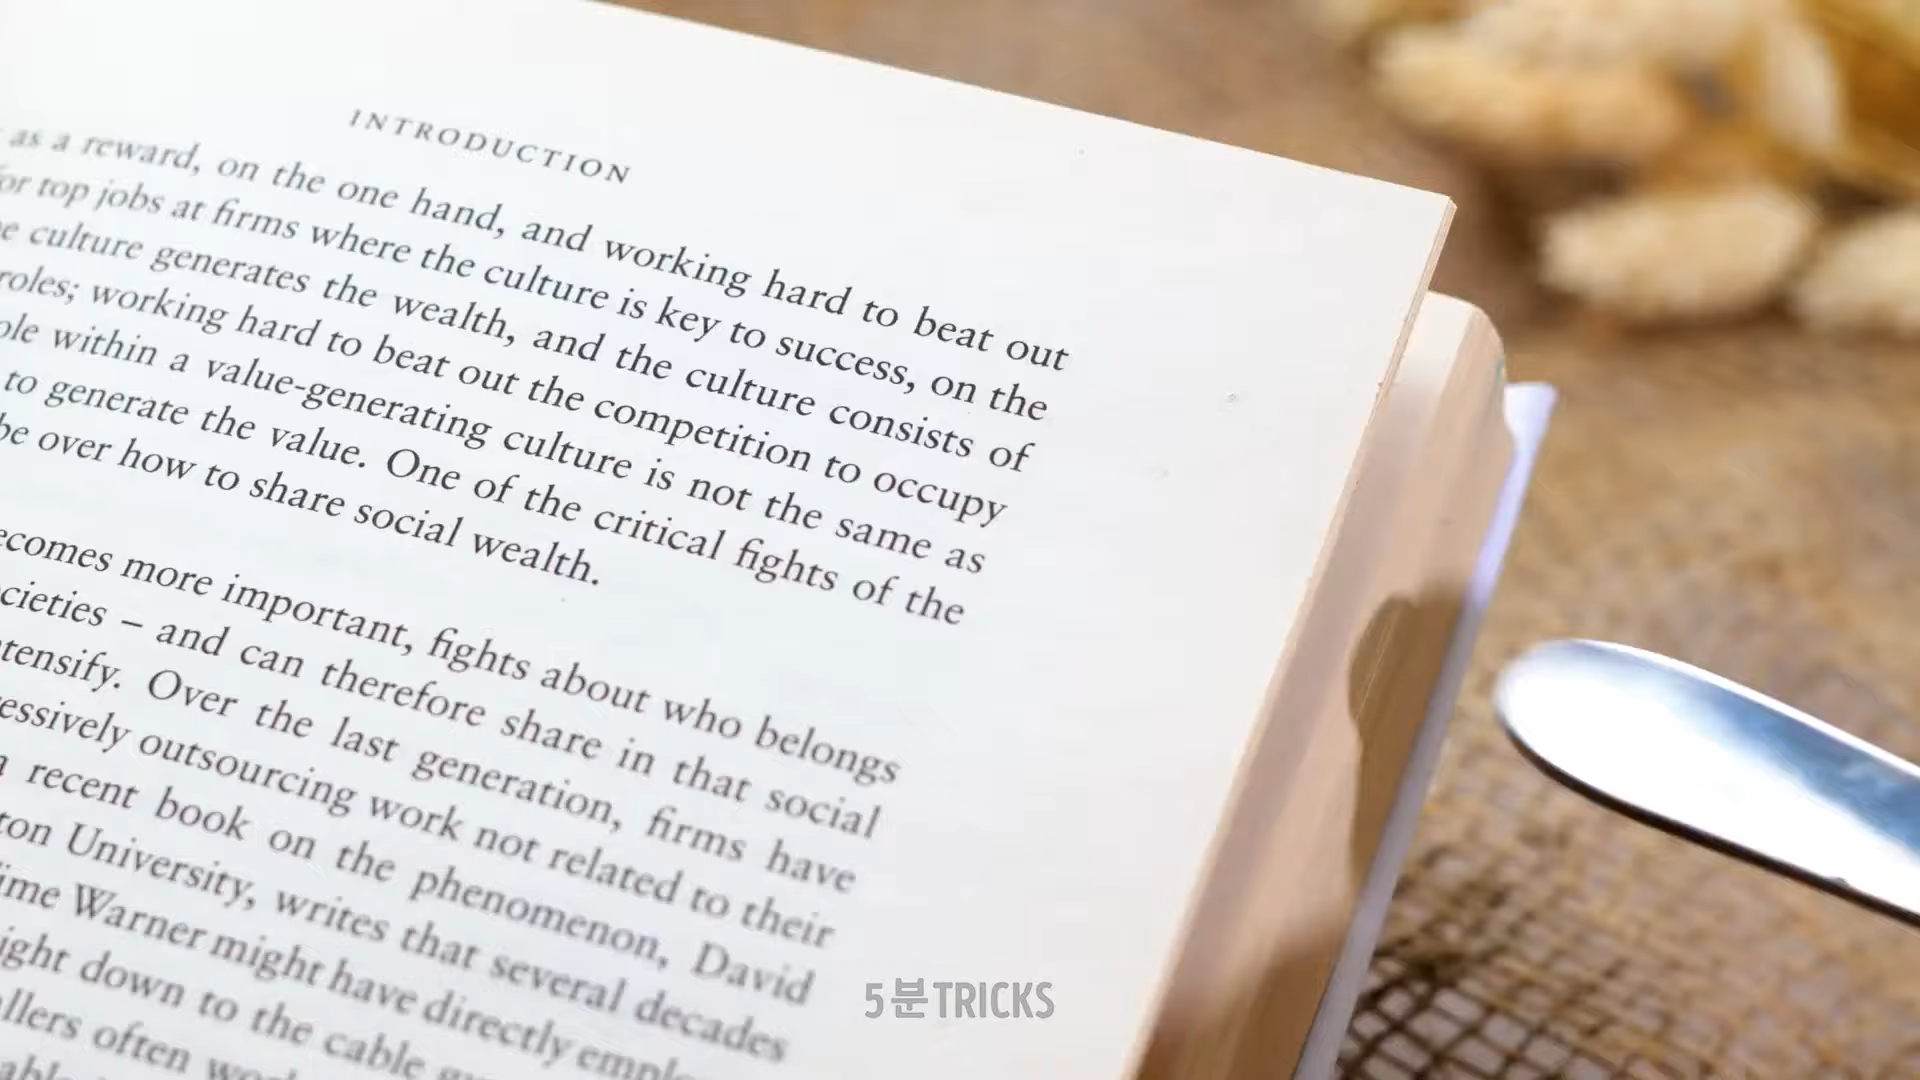 INTRODUCTION
as a reward, on the one hand, and working hard to beat out
for top jobs at firms where the culture is key to success, on the
culture generates the wealth, and the culture consists of
roles; working hard to beat out the competition to occupy
within a value-generating culture is not the same as
to generate the value. One of the critical fights of the
be over how to share social wealth.
ecomes more important, fights about who belongs
cieties – and can therefore share in that social
ntensify. Over the last generation, firms have
essively outsourcing work not related to their
recent book on the phenomenon, David
ton University, writes that several decades
ime Warner might have directly emplo
ight down to the cable
allers often
5분TRICKS